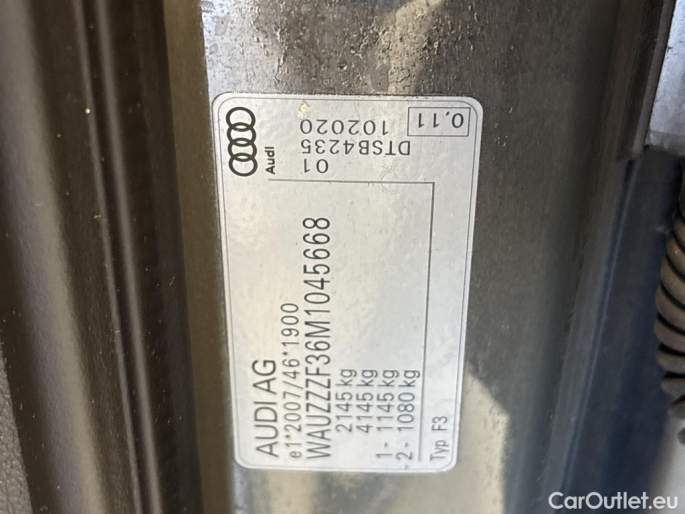 AUDI AG
e1*2007/46*1900
WAUZZZF36M1045668
2145 kg
4145 kg
1 - 1145 kg
2 - 1080 kg
Typ F3
Audi
01
DTSB4235
102020
0.11
CarOutlet.eu